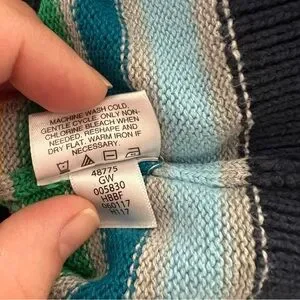 MACHINE WASH COLD,
GENTLE CYCLE. ONLY NON-
CHLORINE BLEACH WHEN
NEEDED. RESHAPE AND
DRY FLAT. WARM IRON IF
NECESSARY.
48775
GW
005830
HBBF
060117